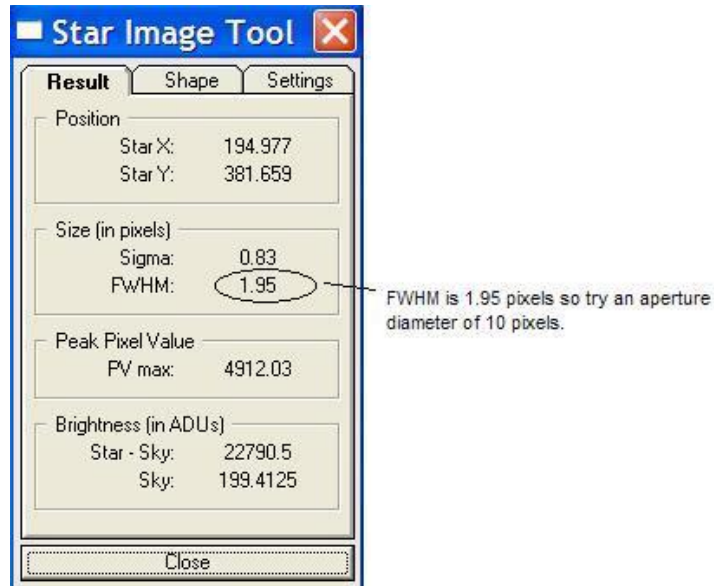 Star Image Tool
Result Shape Settings
Position
Star X: 194.977
Star Y: 381.659
Size (in pixels)
Sigma: 0.83
FWHM: 1.95
FWHM is 1.95 pixels so try an aperture
diameter of 10 pixels.
Peak Pixel Value
PV max: 4912.03
Brightness (in ADUs)
Star - Sky: 22790.5
Sky: 199.4125
Close